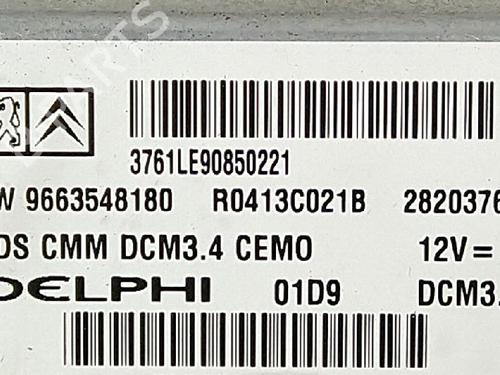 3761LE90850221
W 9663548180 R0413C021B 2820376
DS CMM DCM3.4 CEMO 12V=
DELPHI 01D9 DCM3.